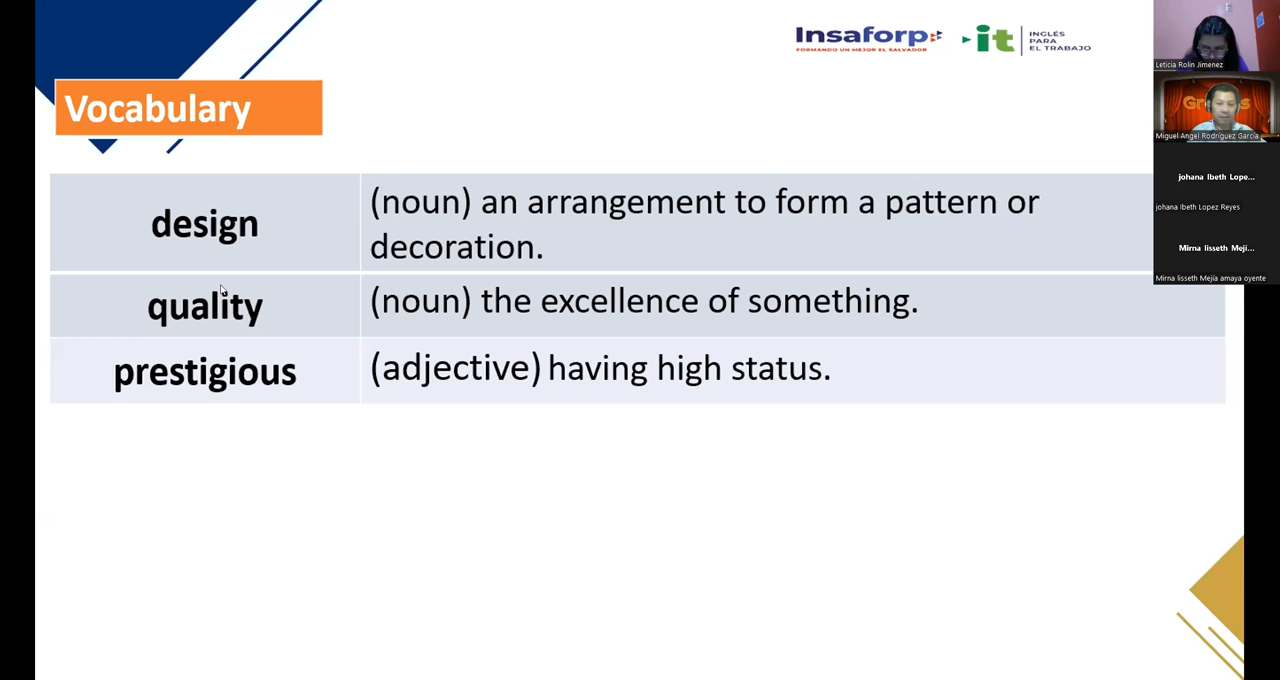 Insaforp
FORMANDO UN MEJOR EL SALVADOR
it
INGLÉS
PARA
EL TRABAJO
Vocabulary
design
(noun) an arrangement to form a pattern or
decoration.
quality
(noun) the excellence of something.
prestigious
(adjective) having high status.
Leticia Rolin Jimenez
Miguel Angel Rodriguez Garcia
johana Ibeth Lope...
johana Ibeth Lopez Reyes
Mirna lisseth Mejí...
Mirna lisseth Mejía amaya oyente